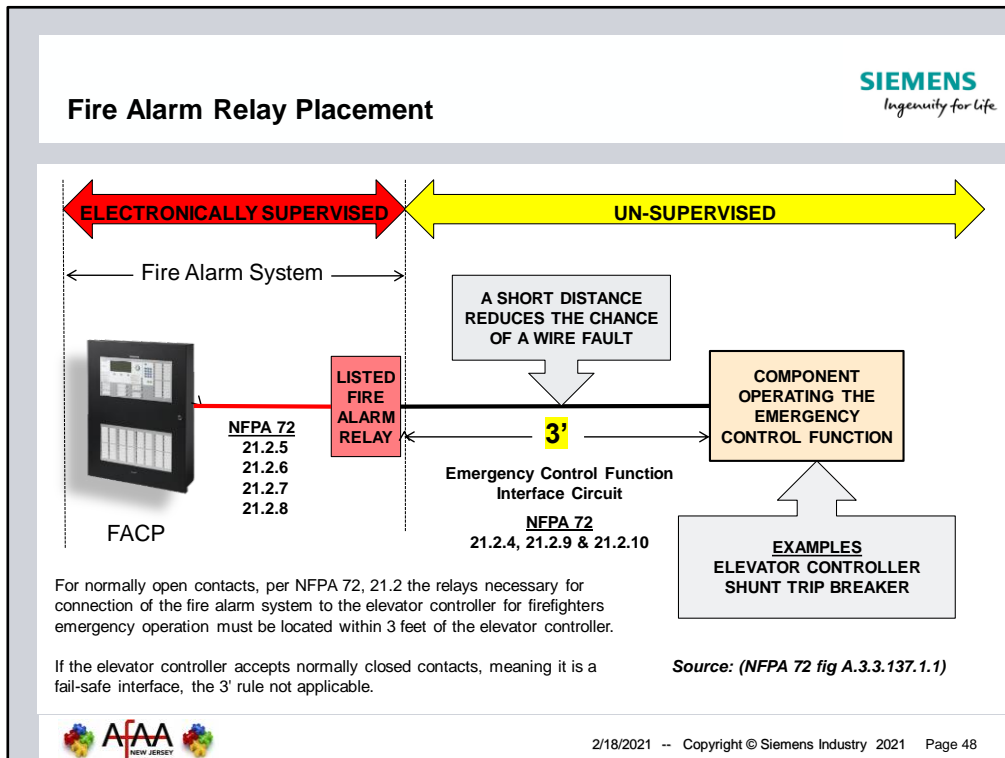 Fire Alarm Relay Placement
SIEMENS
Ingenuity for life
ELECTRONICALLY SUPERVISED
UN-SUPERVISED
Fire Alarm System
A SHORT DISTANCE
REDUCES THE CHANCE
OF A WIRE FAULT
LISTED
FIRE
ALARM
RELAY
COMPONENT
OPERATING THE
EMERGENCY
CONTROL FUNCTION
NFPA 72
21.2.5
21.2.6
21.2.7
21.2.8
3'
Emergency Control Function
Interface Circuit
NFPA 72
21.2.4, 21.2.9 & 21.2.10
FACP
EXAMPLES
ELEVATOR CONTROLLER
SHUNT TRIP BREAKER
For normally open contacts, per NFPA 72, 21.2 the relays necessary for
connection of the fire alarm system to the elevator controller for firefighters
emergency operation must be located within 3 feet of the elevator controller.
If the elevator controller accepts normally closed contacts, meaning it is a
fail-safe interface, the 3' rule not applicable.
Source: (NFPA 72 fig A.3.3.137.1.1)
AfAA
NEW JERSEY
2/18/2021 -- Copyright © Siemens Industry 2021 Page 48